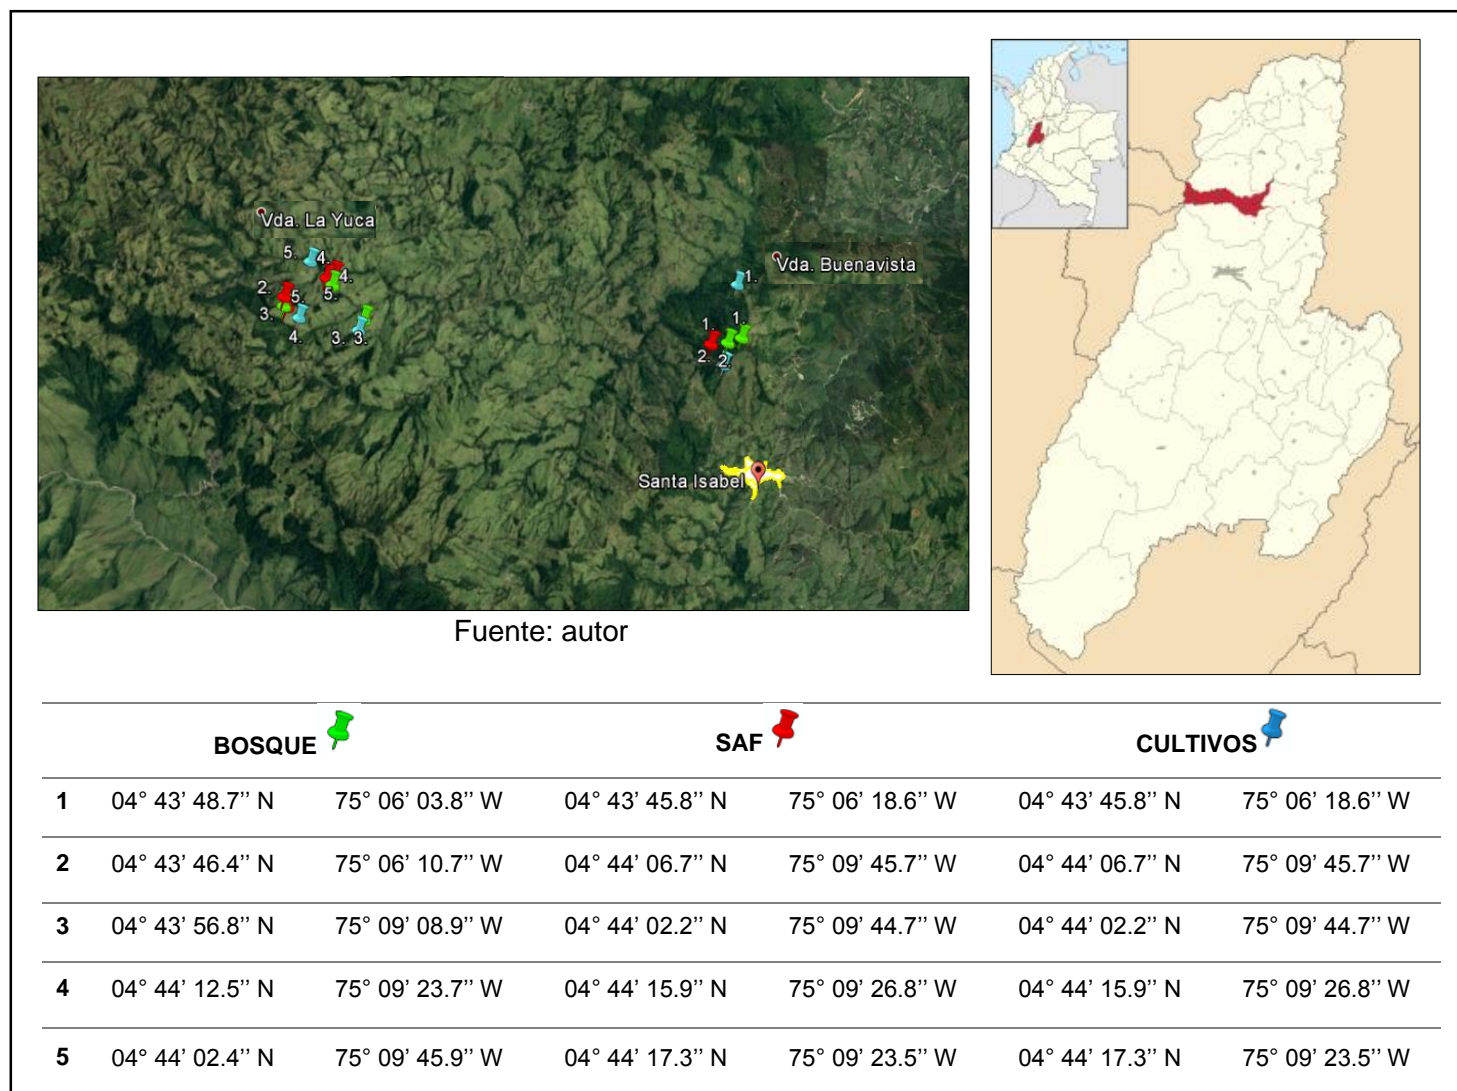 Vda. La Yuca
5. 4.
4.
2. 5. 5.
3.
4. 3. 3.
Vda. Buenavista
1.
1. 1.
2. 2.
Santa Isabel
Fuente: autor
BOSQUE SAF CULTIVOS
1 04° 43’ 48.7’’ N 75° 06’ 03.8’’ W 04° 43’ 45.8’’ N 75° 06’ 18.6’’ W 04° 43’ 45.8’’ N 75° 06’ 18.6’’ W
2 04° 43’ 46.4’’ N 75° 06’ 10.7’’ W 04° 44’ 06.7’’ N 75° 09’ 45.7’’ W 04° 44’ 06.7’’ N 75° 09’ 45.7’’ W
3 04° 43’ 56.8’’ N 75° 09’ 08.9’’ W 04° 44’ 02.2’’ N 75° 09’ 44.7’’ W 04° 44’ 02.2’’ N 75° 09’ 44.7’’ W
4 04° 44’ 12.5’’ N 75° 09’ 23.7’’ W 04° 44’ 15.9’’ N 75° 09’ 26.8’’ W 04° 44’ 15.9’’ N 75° 09’ 26.8’’ W
5 04° 44’ 02.4’’ N 75° 09’ 45.9’’ W 04° 44’ 17.3’’ N 75° 09’ 23.5’’ W 04° 44’ 17.3’’ N 75° 09’ 23.5’’ W